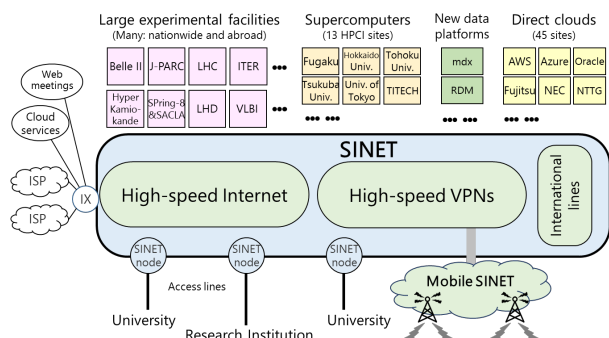 Large experimental facilities
(Many: nationwide and abroad)
Belle II
J-PARC
LHC
ITER
•••
Hyper
Kamio-
kande
SPring-8
&SACLA
LHD
VLBI
•••
Supercomputers
(13 HPCI sites)
Fugaku
Hokkaido
Univ.
Tohoku
Univ.
Tsukuba
Univ.
Univ. of
Tokyo
TITECH
••• •••
New data
platforms
mdx
RDM
•••
Direct clouds
(45 sites)
AWS
Azure
Oracle
Fujitsu
NEC
NTTG
••• •••
Web
meetings
Cloud
services
ISP
ISP
IX
SINET
High-speed Internet
High-speed VPNs
International
lines
SINET
node
SINET
node
SINET
node
Access lines
Mobile SINET
University
Research Institution
University